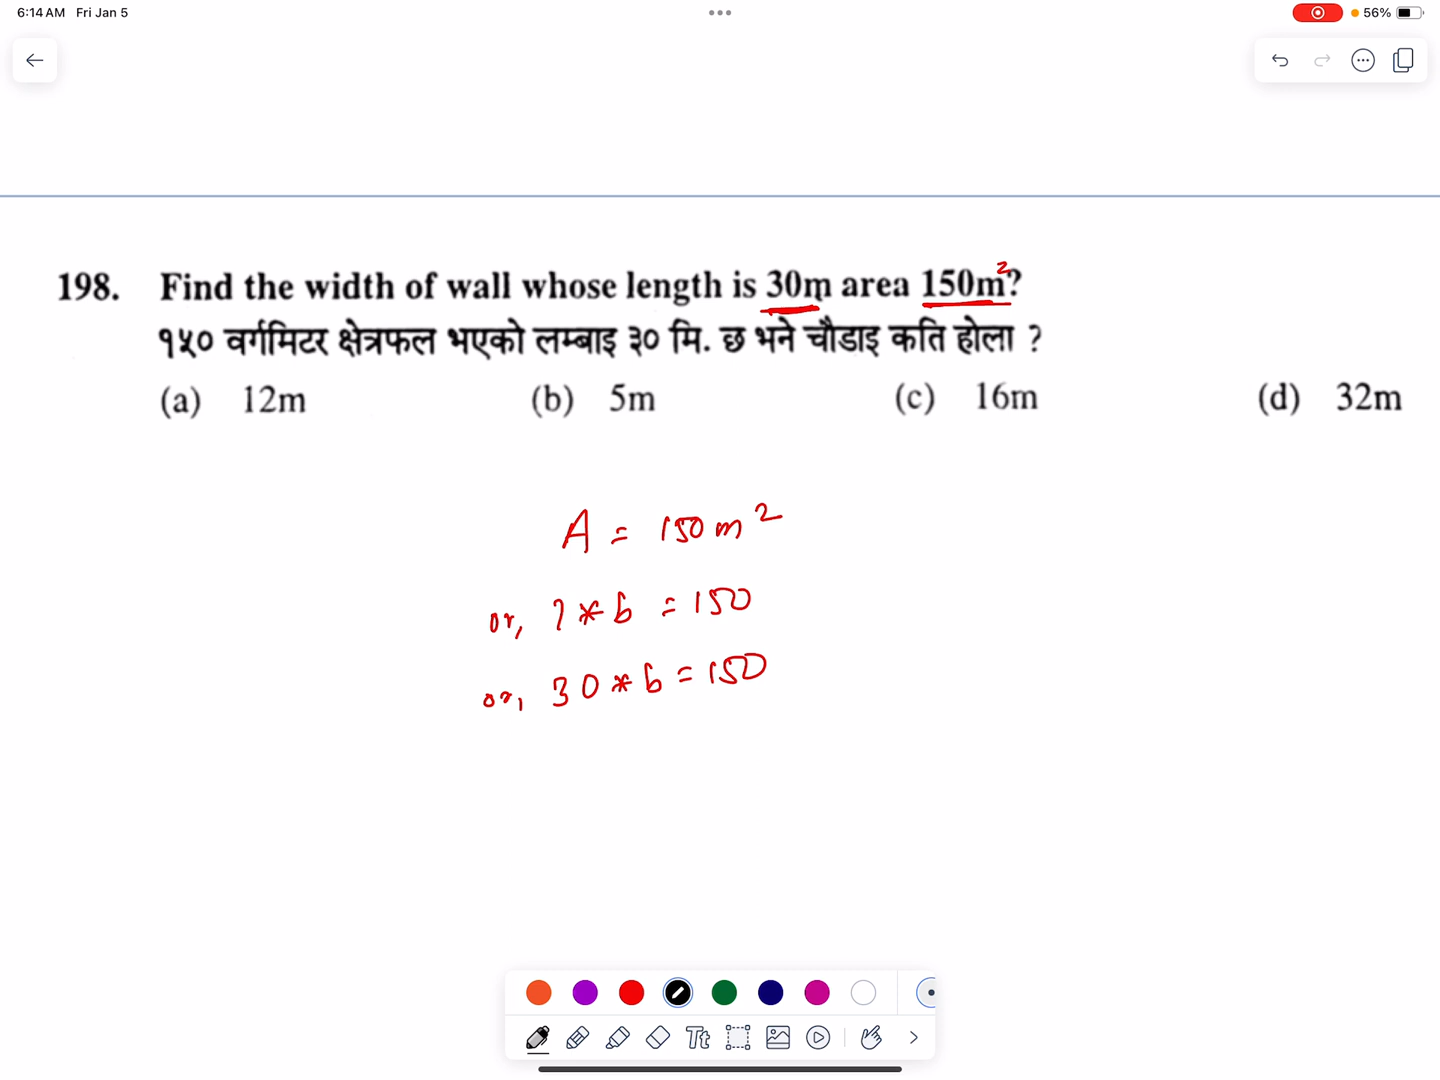 6:14 AM Fri Jan 5
56%
198. Find the width of wall whose length is 30m area 150m²?
१५० वर्गमिटर क्षेत्रफल भएको लम्बाइ ३० मि. छ भने चौडाइ कति होला ?
(a) 12m (b) 5m (c) 16m (d) 32m
A = 150 m²
or, l * b = 150
or, 30 * b = 150
Tt